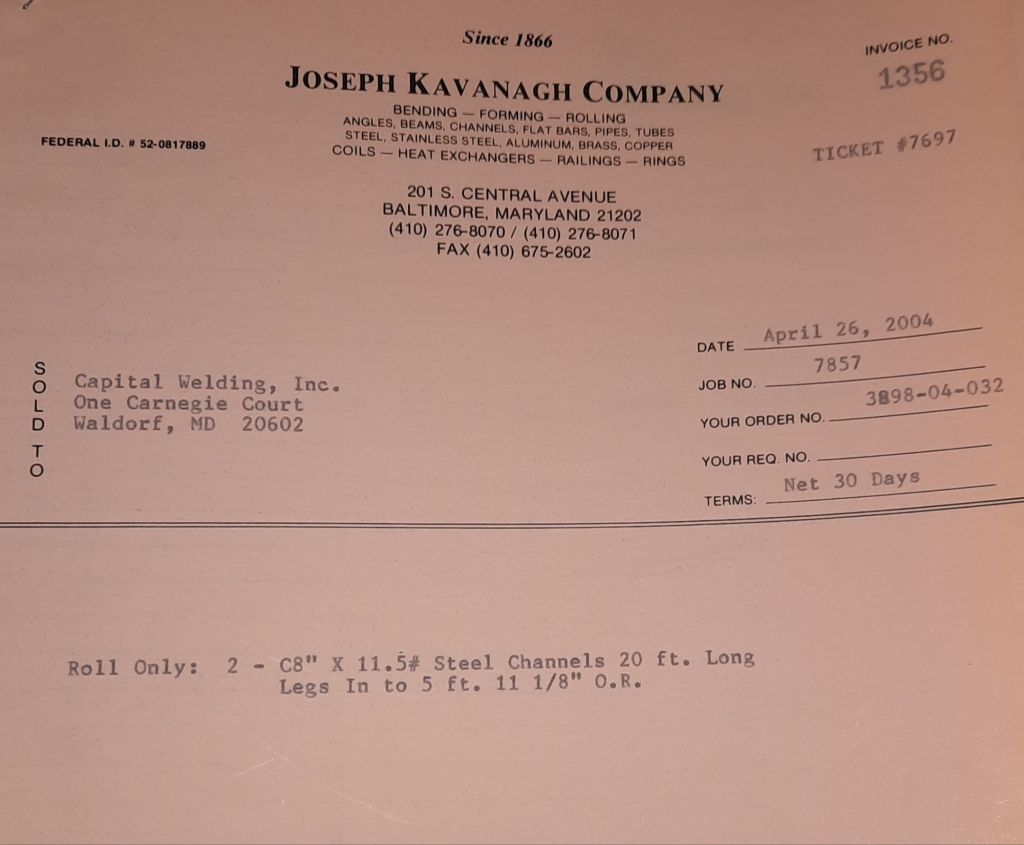 Since 1866
JOSEPH KAVANAGH COMPANY
BENDING — FORMING — ROLLING
ANGLES, BEAMS, CHANNELS, FLAT BARS, PIPES, TUBES
STEEL, STAINLESS STEEL, ALUMINUM, BRASS, COPPER
COILS — HEAT EXCHANGERS — RAILINGS — RINGS
INVOICE NO.
1356
FEDERAL I.D. # 52-0817889
TICKET #7697
201 S. CENTRAL AVENUE
BALTIMORE, MARYLAND 21202
(410) 276-8070 / (410) 276-8071
FAX (410) 675-2602
SOLD TO
Capital Welding, Inc.
One Carnegie Court
Waldorf, MD 20602
DATE April 26, 2004
JOB NO. 7857
YOUR ORDER NO. 3898-04-032
YOUR REQ. NO.
TERMS: Net 30 Days
Roll Only: 2 - C8" X 11.5# Steel Channels 20 ft. Long
Legs In to 5 ft. 11 1/8" O.R.